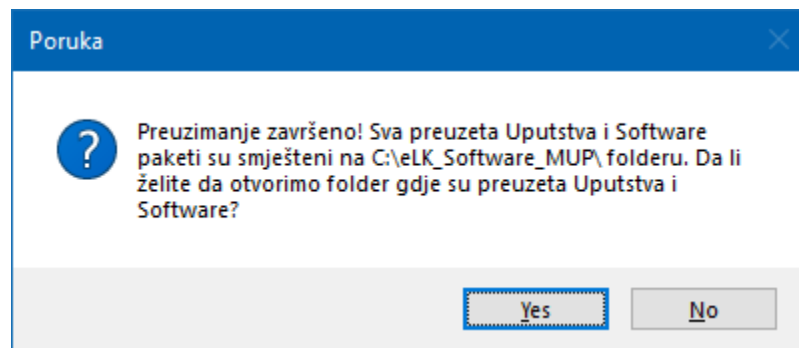 Poruka
?
Preuzimanje završeno! Sva preuzeta Uputstva i Software
paketi su smješteni na C:\eLK_Software_MUP\ folderu. Da li
želite da otvorimo folder gdje su preuzeta Uputstva i
Software?
Yes
No